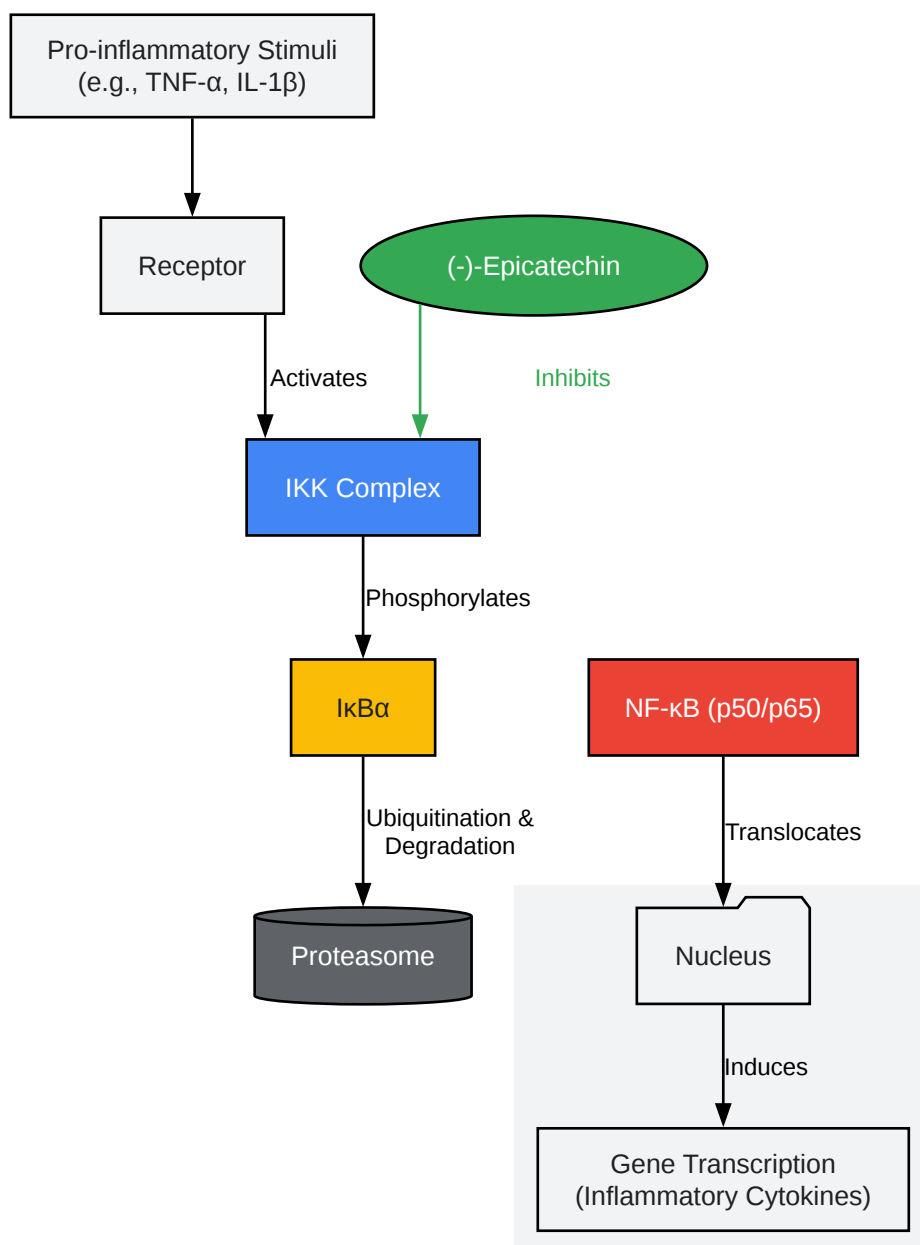 Pro-inflammatory Stimuli
(e.g., TNF-α, IL-1β)
Receptor
(-)-Epicatechin
Activates
Inhibits
IKK Complex
Phosphorylates
IκBα
NF-κB (p50/p65)
Ubiquitination &
Degradation
Translocates
Proteasome
Nucleus
Induces
Gene Transcription
(Inflammatory Cytokines)